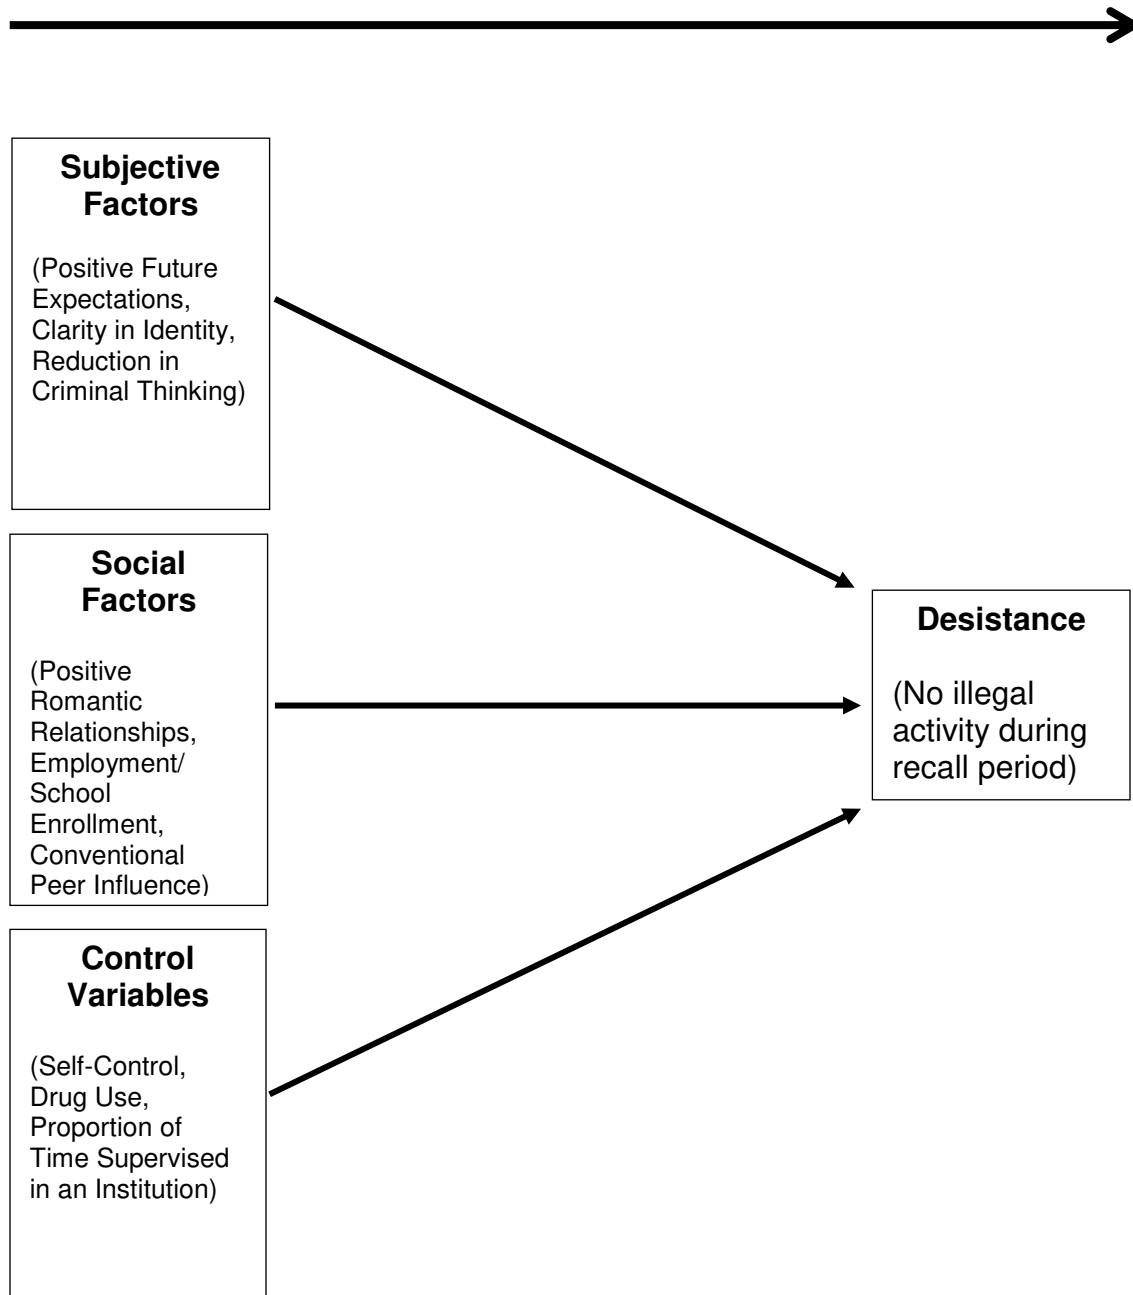 Subjective
Factors
(Positive Future
Expectations,
Clarity in Identity,
Reduction in
Criminal Thinking)
Social
Factors
(Positive
Romantic
Relationships,
Employment/
School
Enrollment,
Conventional
Peer Influence)
Control
Variables
(Self-Control,
Drug Use,
Proportion of
Time Supervised
in an Institution)
Desistance
(No illegal
activity during
recall period)